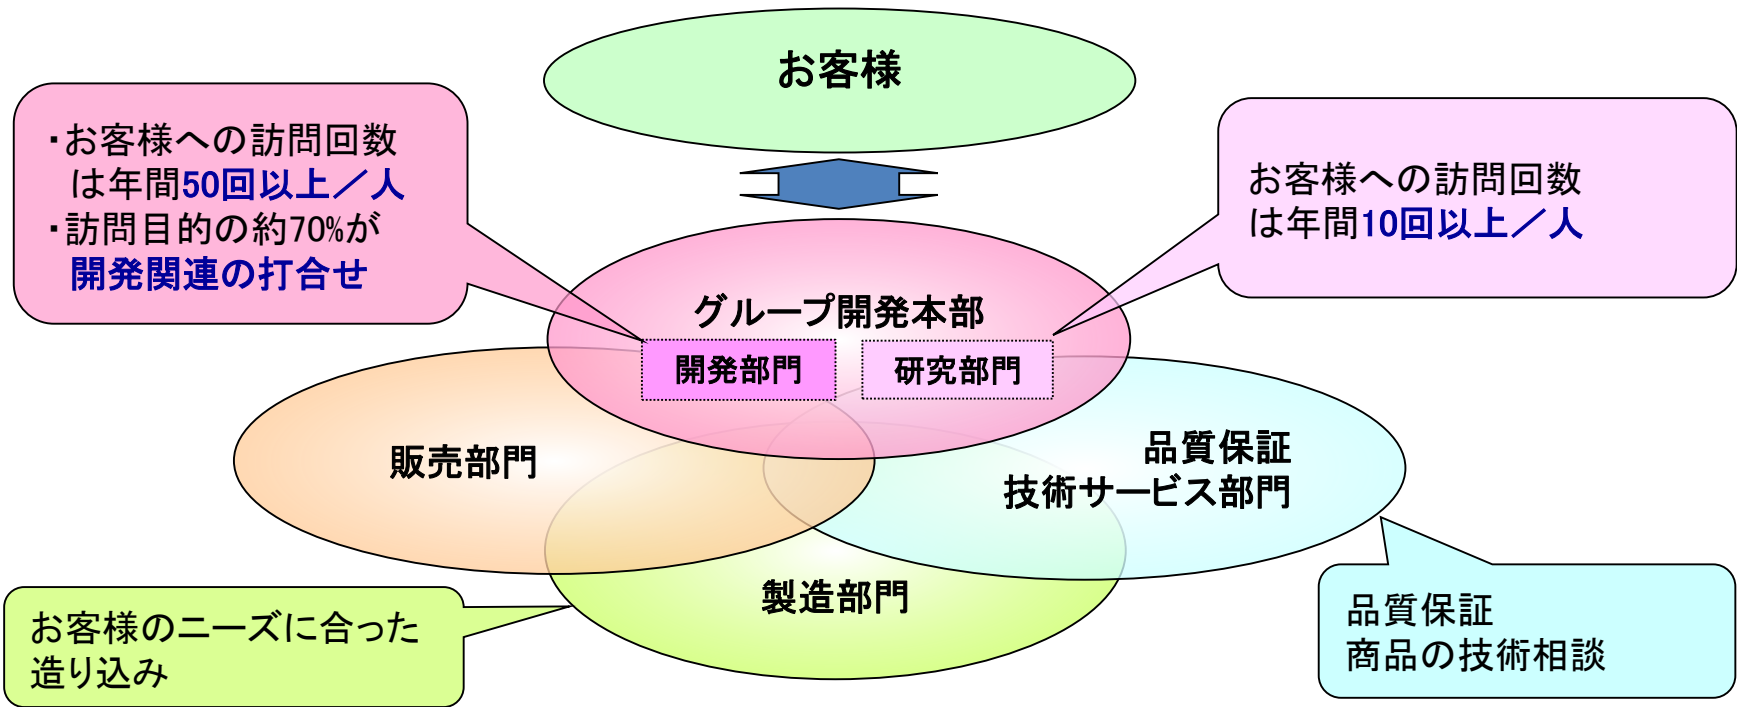 お客様
・お客様への訪問回数
は年間50回以上／人
・訪問目的の約70%が
開発関連の打合せ
お客様への訪問回数
は年間10回以上／人
グループ開発本部
開発部門
研究部門
販売部門
品質保証
技術サービス部門
製造部門
お客様のニーズに合った
造り込み
品質保証
商品の技術相談